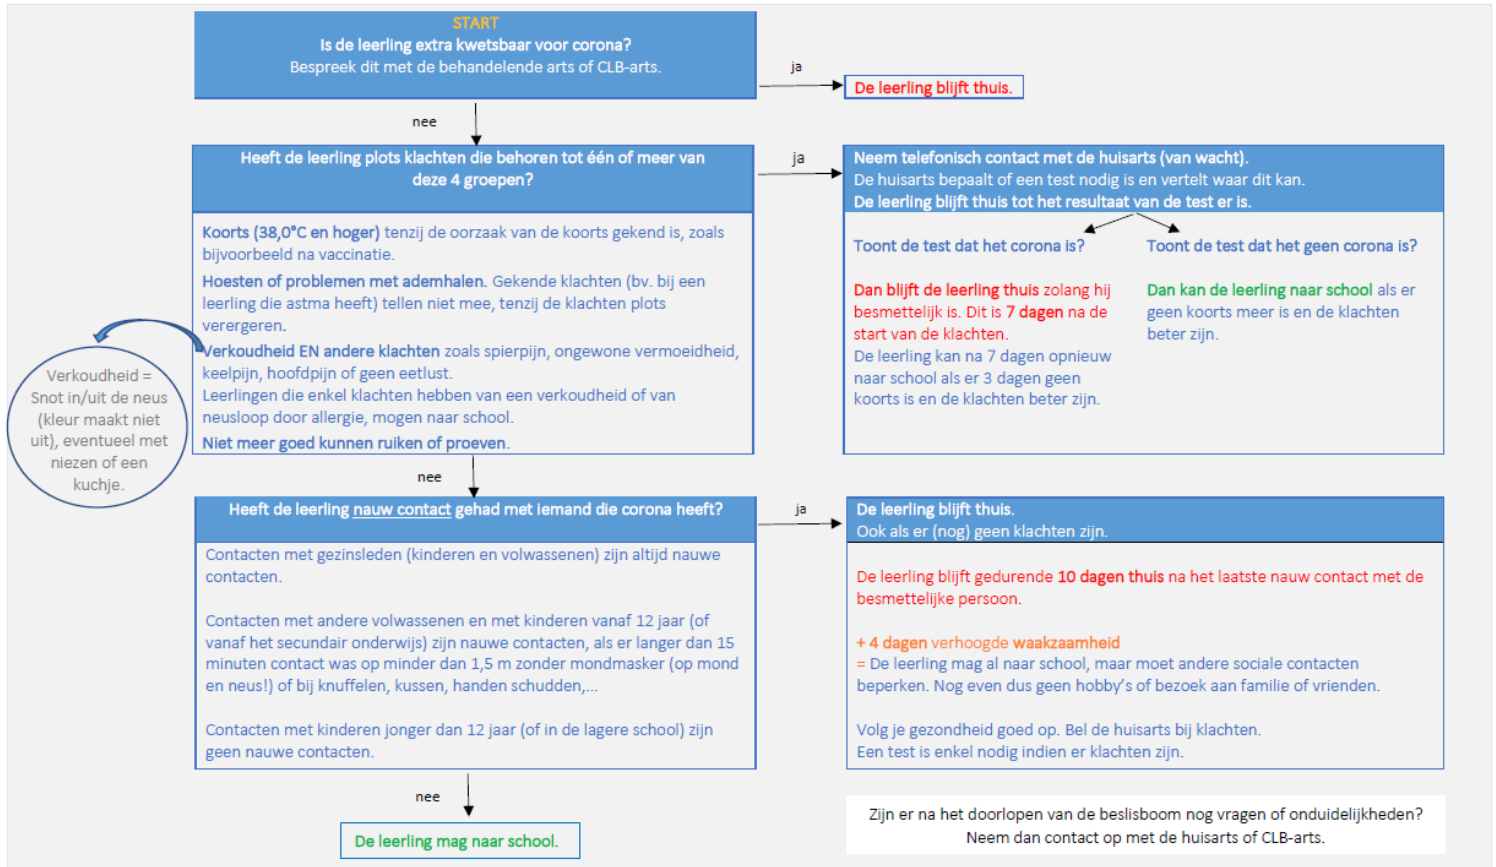 START
Is de leerling extra kwetsbaar voor corona?
Bespreek dit met de behandelende arts of CLB-arts.
ja
De leerling blijft thuis.
nee
Heeft de leerling plots klachten die behoren tot één of meer van
deze 4 groepen?
Koorts (38,0°C en hoger) tenzij de oorzaak van de koorts gekend is, zoals
bijvoorbeeld na vaccinatie.
Hoesten of problemen met ademhalen. Gekende klachten (bv. bij een
leerling die astma heeft) tellen niet mee, tenzij de klachten plots
verergeren.
Verkoudheid EN andere klachten zoals spierpijn, ongewone vermoeidheid,
keelpijn, hoofdpijn of geen eetlust.
Leerlingen die enkel klachten hebben van een verkoudheid of van
neusloop door allergie, mogen naar school.
Niet meer goed kunnen ruiken of proeven.
Verkoudheid =
Snot in/uit de neus
(kleur maakt niet
uit), eventueel met
niezen of een
kuchje.
ja
Neem telefonisch contact met de huisarts (van wacht).
De huisarts bepaalt of een test nodig is en vertelt waar dit kan.
De leerling blijft thuis tot het resultaat van de test er is.
Toont de test dat het corona is?
Dan blijft de leerling thuis zolang hij
besmettelijk is. Dit is 7 dagen na de
start van de klachten.
De leerling kan na 7 dagen opnieuw
naar school als er 3 dagen geen
koorts is en de klachten beter zijn.
Toont de test dat het geen corona is?
Dan kan de leerling naar school als er
geen koorts meer is en de klachten
beter zijn.
nee
Heeft de leerling nauw contact gehad met iemand die corona heeft?
Contacten met gezinsleden (kinderen en volwassenen) zijn altijd nauwe
contacten.
Contacten met andere volwassenen en met kinderen vanaf 12 jaar (of
vanaf het secundair onderwijs) zijn nauwe contacten, als er langer dan 15
minuten contact was op minder dan 1,5 m zonder mondmasker (op mond
en neus!) of bij knuffelen, kussen, handen schudden,...
Contacten met kinderen jonger dan 12 jaar (of in de lagere school) zijn
geen nauwe contacten.
ja
De leerling blijft thuis.
Ook als er (nog) geen klachten zijn.
De leerling blijft gedurende 10 dagen thuis na het laatste nauw contact met de
besmettelijke persoon.
+ 4 dagen verhoogde waakzaamheid
= De leerling mag al naar school, maar moet andere sociale contacten
beperken. Nog even dus geen hobby's of bezoek aan familie of vrienden.
Volg je gezondheid goed op. Bel de huisarts bij klachten.
Een test is enkel nodig indien er klachten zijn.
nee
De leerling mag naar school.
Zijn er na het doorlopen van de beslisboom nog vragen of onduidelijkheden?
Neem dan contact op met de huisarts of CLB-arts.